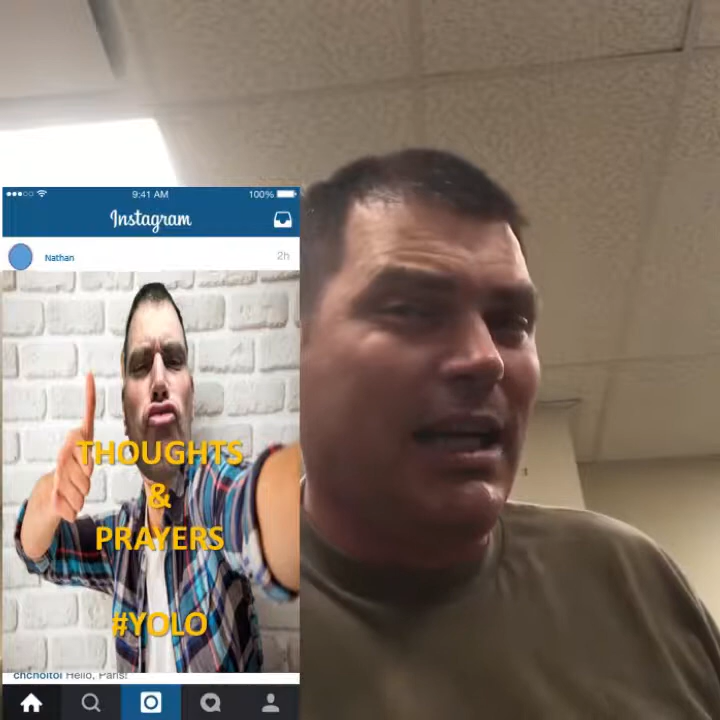 9:41 AM 100%
Instagram
Nathan 2h
THOUGHTS
&
PRAYERS
#YOLO
Hello, Paris!